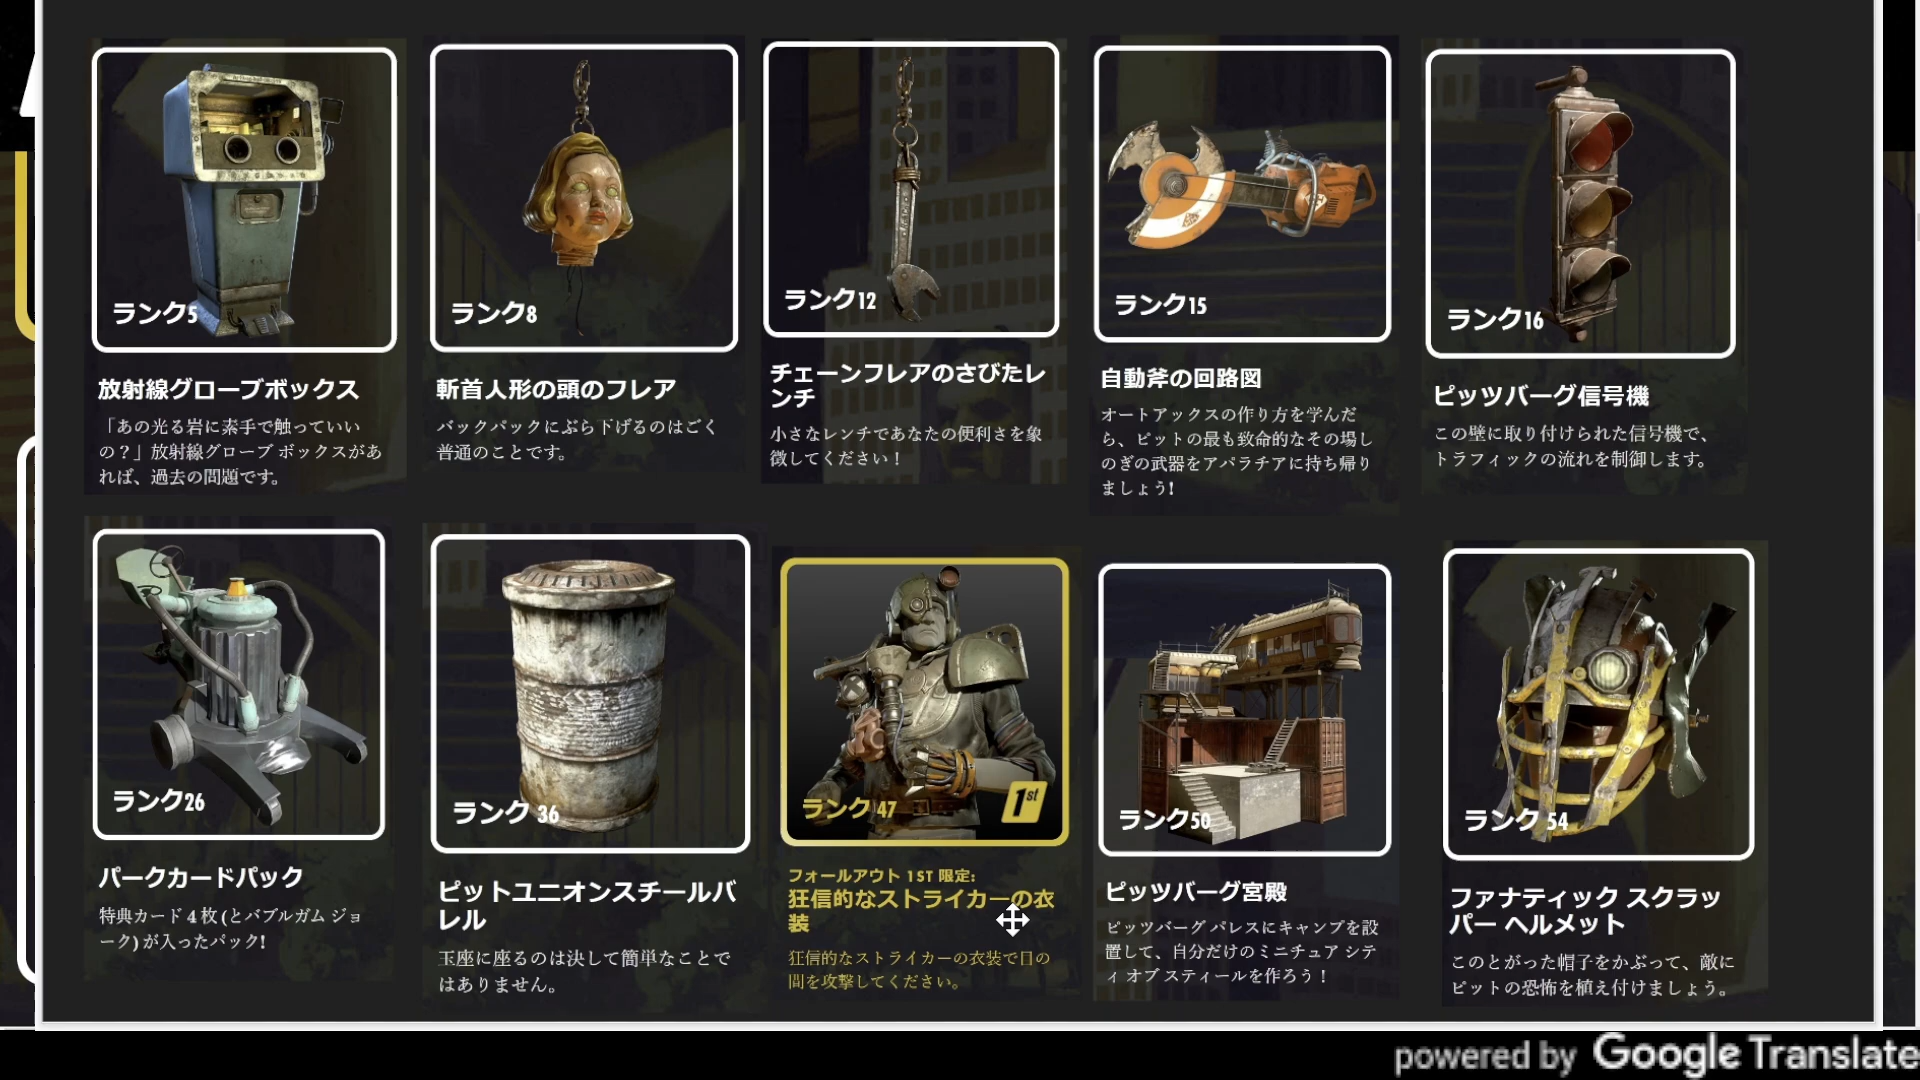 ランク5
放射線グローブボックス
「あの光る岩に素手で触っていい
の？」放射線グローブ ボックスがあ
れば、過去の問題です。
ランク8
斬首人形の頭のフレア
バックパックにぶら下げるのはごく
普通のことです。
ランク12
チェーンフレアのさびたレ
ンチ
小さなレンチであなたの便利さを象
徴してください！
ランク15
自動斧の回路図
オートアックスの作り方を学んだ
ら、ピットの最も致命的なその場し
のぎの武器をアパラチアに持ち帰り
ましょう!
ランク16
ピッツバーグ信号機
この壁に取り付けられた信号機で、
トラフィックの流れを制御します。
ランク26
パークカードパック
特典カード 4 枚 (とバブルガム ジョ
ーク) が入ったパック!
ランク 36
ピットユニオンスチールバ
レル
玉座に座るのは決して簡単なことで
はありません。
ランク 47
1st
フォールアウト 1ST 限定:
狂信的なストライカーの衣
装
狂信的なストライカーの衣装で目の
間を攻撃してください。
ランク50
ピッツバーグ宮殿
ピッツバーグ パレスにキャンプを設
置して、自分だけのミニチュア シテ
ィ オブ スティールを作ろう！
ランク 54
ファナティック スクラッ
パー ヘルメット
このとがった帽子をかぶって、敵に
ピットの恐怖を植え付けましょう。
powered by Google Translate